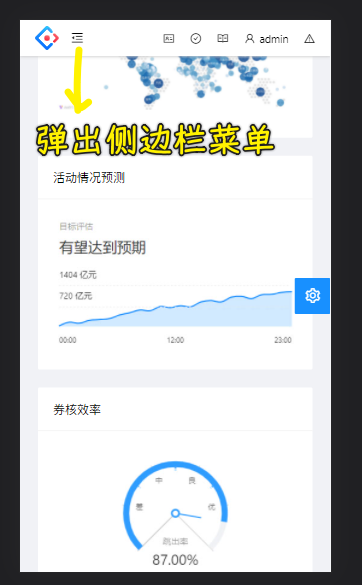 admin
弹出侧边栏菜单
活动情况预测
目标评估
有望达到预期
1404 亿元
720 亿元
00:00 12:00 23:00
券核效率
中 良
差 优
跳出率
87.00%